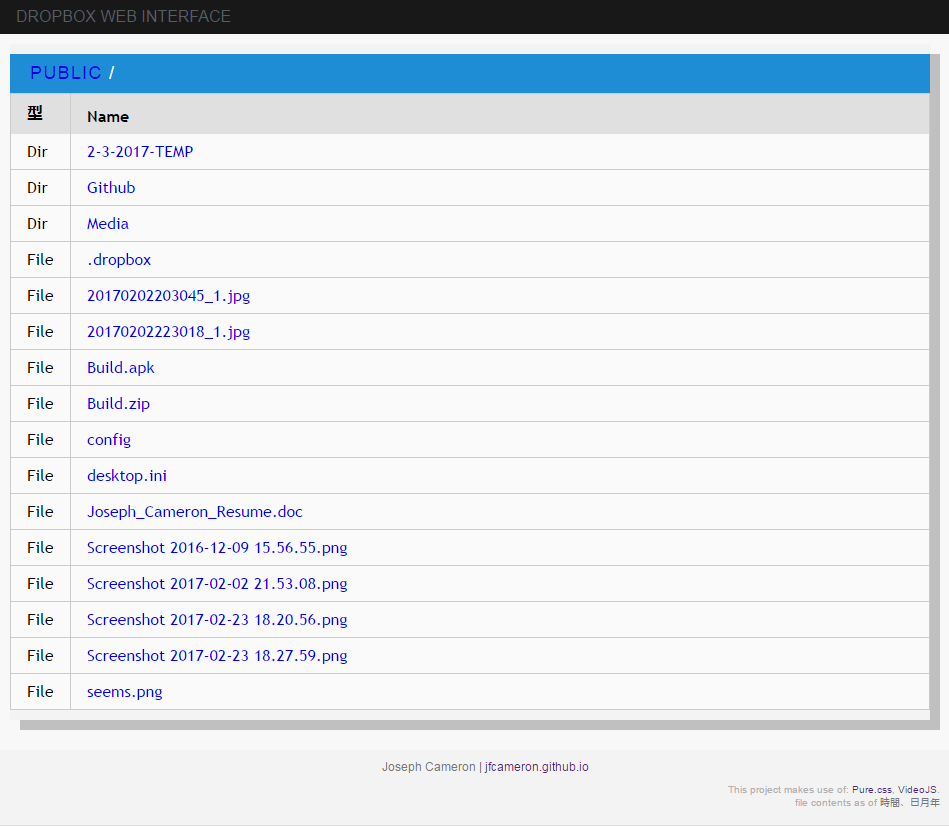 DROPBOX WEB INTERFACE
PUBLIC /
型 Name
Dir 2-3-2017-TEMP
Dir Github
Dir Media
File .dropbox
File 20170202203045_1.jpg
File 20170202223018_1.jpg
File Build.apk
File Build.zip
File config
File desktop.ini
File Joseph_Cameron_Resume.doc
File Screenshot 2016-12-09 15.56.55.png
File Screenshot 2017-02-02 21.53.08.png
File Screenshot 2017-02-23 18.20.56.png
File Screenshot 2017-02-23 18.27.59.png
File seems.png
Joseph Cameron | jfcameron.github.io
This project makes use of: Pure.css, VideoJS.
file contents as of 時間、日月年